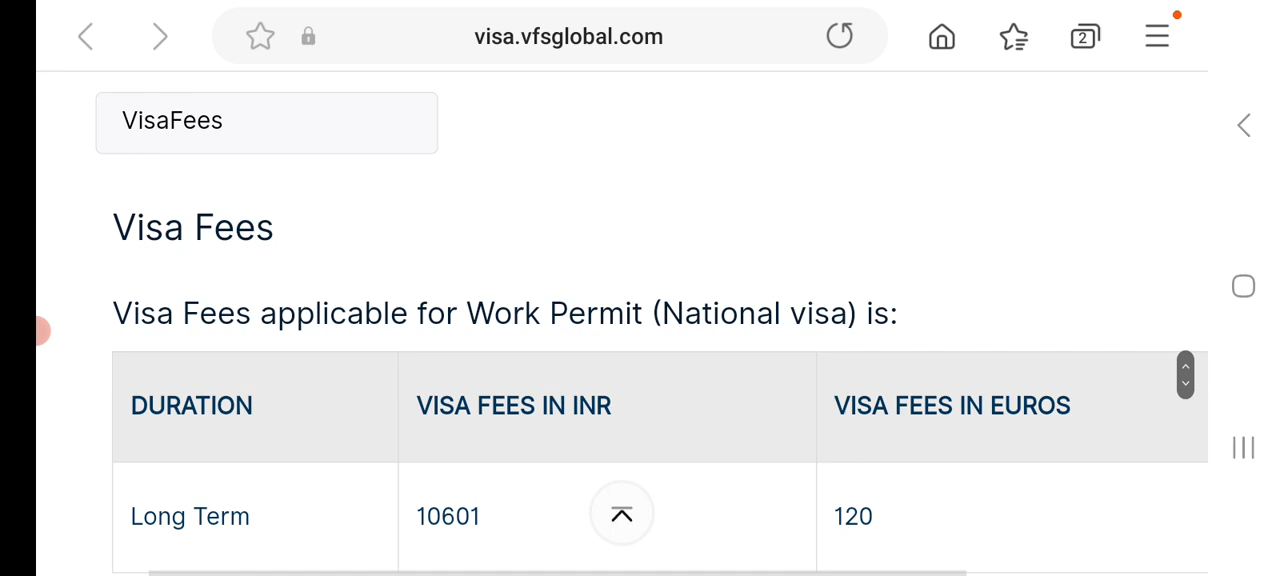 visa.vfsglobal.com
2
VisaFees
Visa Fees
Visa Fees applicable for Work Permit (National visa) is:
DURATION VISA FEES IN INR VISA FEES IN EUROS
Long Term 10601 120